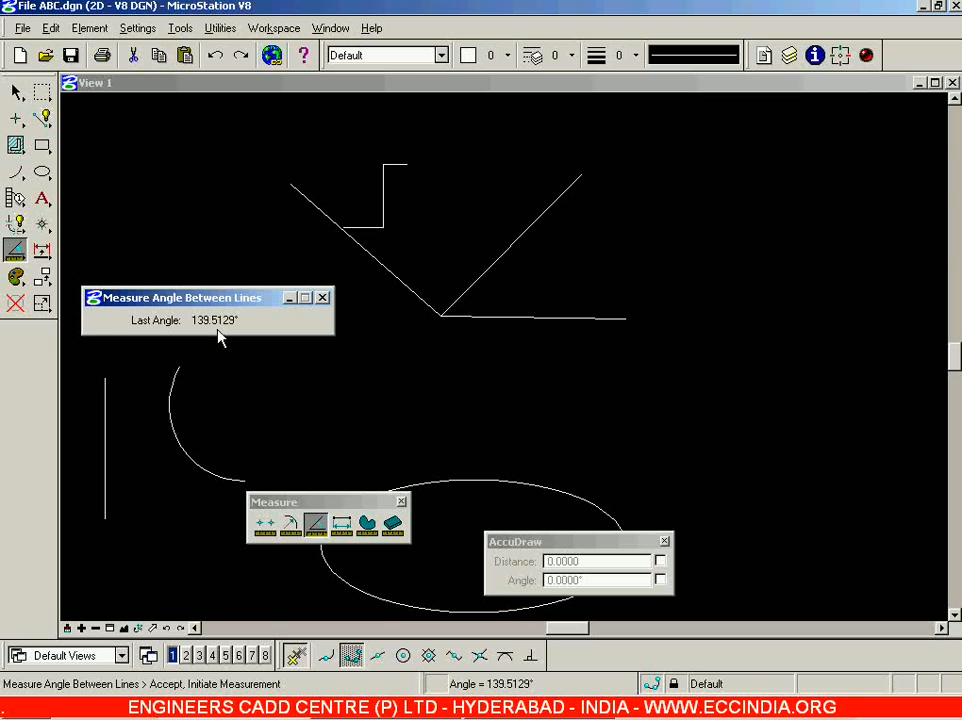 File ABC.dgn (2D - V8 DGN) - MicroStation V8
File Edit Element Settings Tools Utilities Workspace Window Help
Default 0 0 0
View 1
Measure Angle Between Lines
Last Angle: 139.5129°
Measure
AccuDraw
Distance: 0.0000
Angle: 0.0000°
Default Views 1 2 3 4 5 6 7 8
Measure Angle Between Lines > Accept, Initiate Measurement Angle = 139.5129° Default
ENGINEERS CADD CENTRE (P) LTD - HYDERABAD - INDIA - WWW.ECCINDIA.ORG